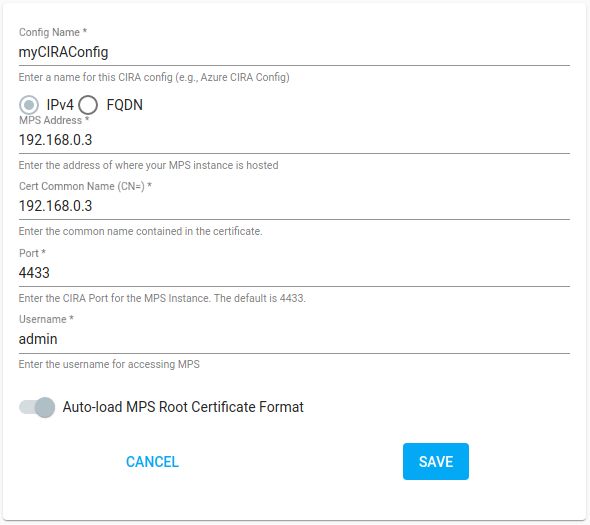 Config Name *
myCIRAConfig
Enter a name for this CIRA config (e.g., Azure CIRA Config)
IPv4 FQDN
MPS Address *
192.168.0.3
Enter the address of where your MPS instance is hosted
Cert Common Name (CN=) *
192.168.0.3
Enter the common name contained in the certificate.
Port *
4433
Enter the CIRA Port for the MPS Instance. The default is 4433.
Username *
admin
Enter the username for accessing MPS
Auto-load MPS Root Certificate Format
CANCEL SAVE